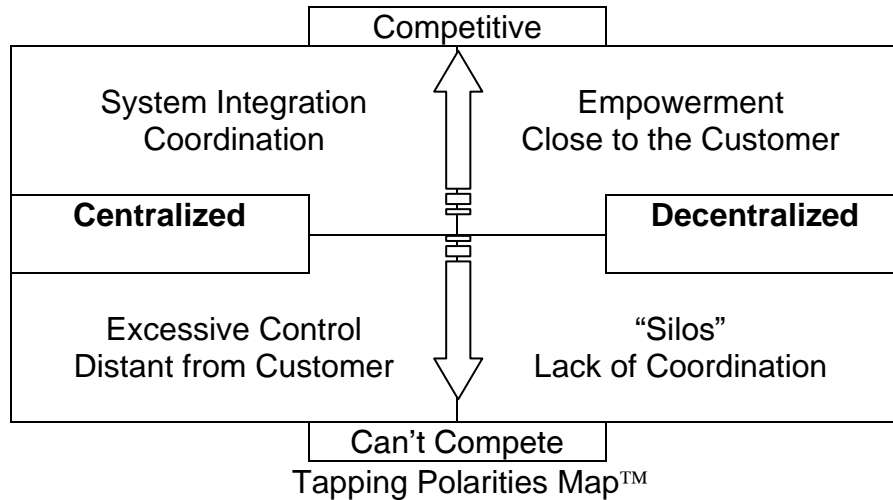 Competitive
System Integration
Coordination
Empowerment
Close to the Customer
Centralized
Decentralized
Excessive Control
Distant from Customer
“Silos”
Lack of Coordination
Can’t Compete
Tapping Polarities Map™